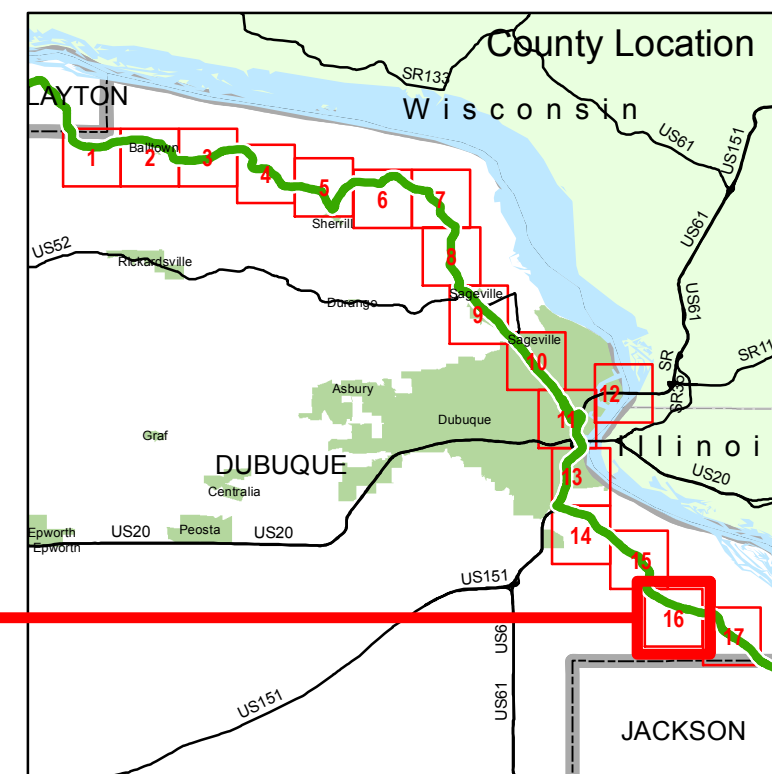 County Location
SR133
LAYTON
Wisconsin
US61
US151
1
2
Balltown
3
4
5
6
7
Sherrill
US61
US52
Rickardsville
8
Sageville
Durango
9
US61
Sageville
10
SR
SR11
SR35
Asbury
12
11
Dubuque
Graf
Illinoi
DUBUQUE
13
US20
Centralia
Epworth
US20
Peosta
US20
Epworth
14
15
US151
16
17
US6
US61
US151
JACKSON